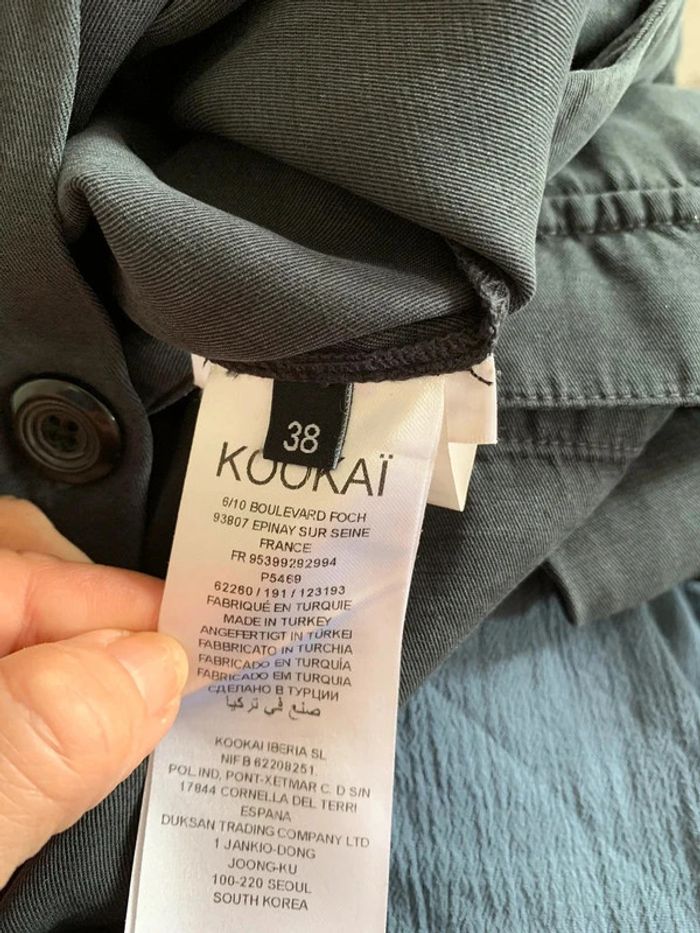 38
KOOKAÏ
6/10 BOULEVARD FOCH
93807 EPINAY SUR SEINE
FRANCE
FR 95399292994
P5469
62260 / 191 / 123193
FABRIQUÉ EN TURQUIE
MADE IN TURKEY
ANGEFERTIGT IN TÜRKEI
FABBRICATO IN TURCHIA
FABRICADO EN TURQUÍA
FABRICADO EM TURQUIA
СДЕЛАНО В ТУРЦИИ
صنع في تركيا
KOOKAI IBERIA SL
NIF B 62208251.
POL.IND, PONT-XETMAR C. D S/N
17844 CORNELLA DEL TERRI
ESPANA
DUKSAN TRADING COMPANY LTD
1 JANKIO-DONG
JOONG-KU
100-220 SEOUL
SOUTH KOREA